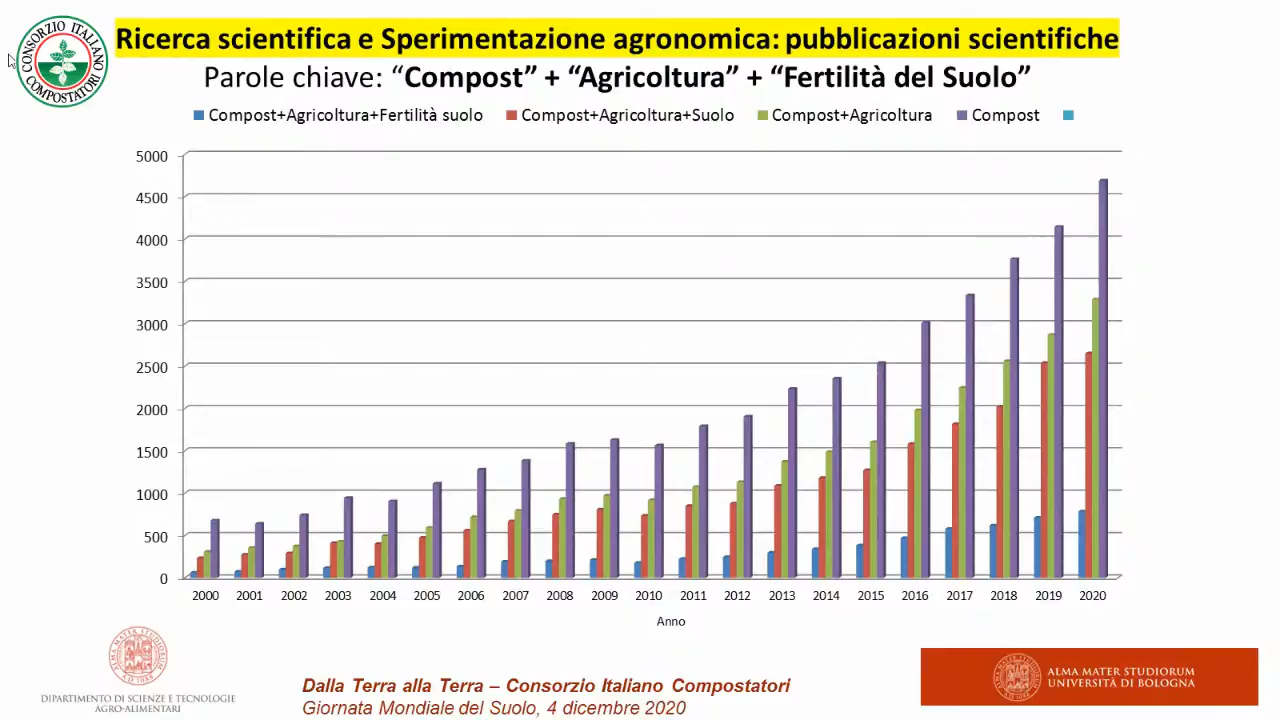 CONSORZIO ITALIANO
COMPOSTATORI
Ricerca scientifica e Sperimentazione agronomica: pubblicazioni scientifiche
Parole chiave: “Compost” + “Agricoltura” + “Fertilità del Suolo”
Compost+Agricoltura+Fertilità suolo Compost+Agricoltura+Suolo Compost+Agricoltura Compost
5000
4500
4000
3500
3000
2500
2000
1500
1000
500
0
2000 2001 2002 2003 2004 2005 2006 2007 2008 2009 2010 2011 2012 2013 2014 2015 2016 2017 2018 2019 2020
Anno
ALMA MATER STUDIORUM
A.D. 1088
DIPARTIMENTO DI SCIENZE E TECNOLOGIE
AGRO-ALIMENTARI
Dalla Terra alla Terra – Consorzio Italiano Compostatori
Giornata Mondiale del Suolo, 4 dicembre 2020
ALMA MATER STUDIORUM
UNIVERSITÀ DI BOLOGNA